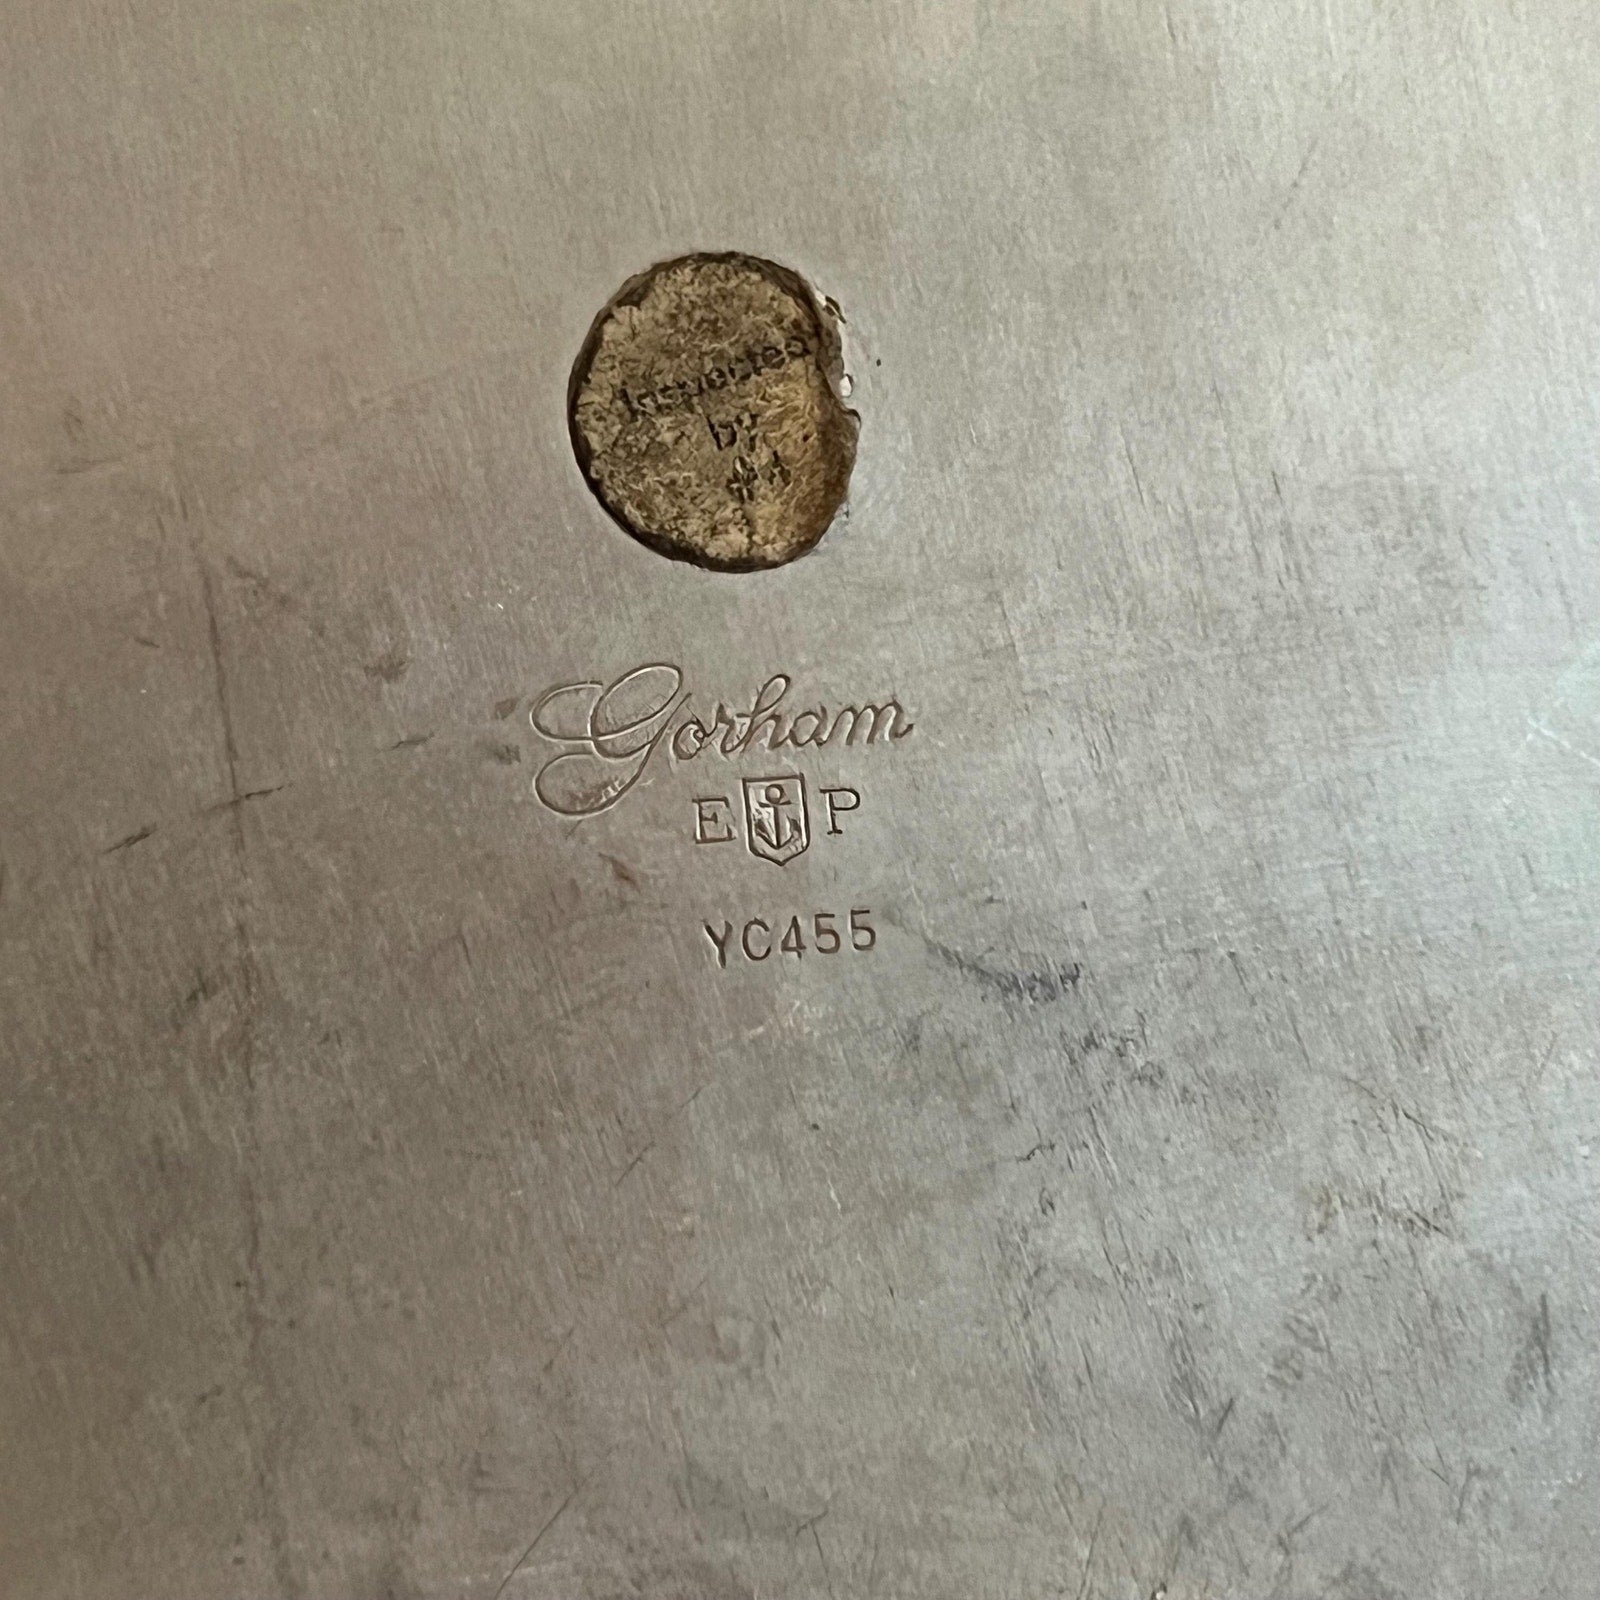 Inspected
by
Gorham
E P
YC455